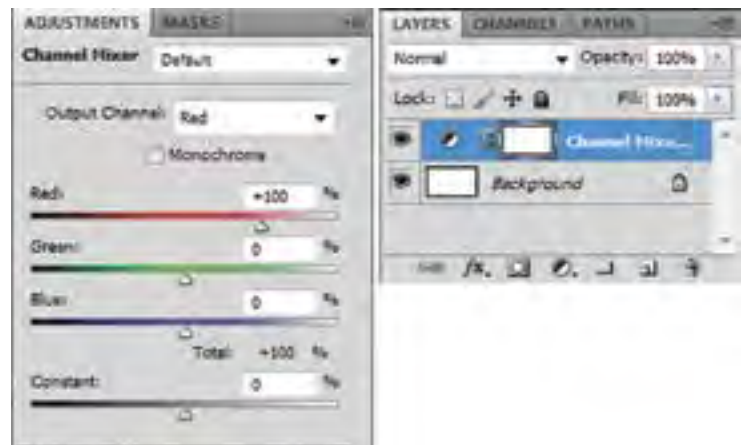 ADJUSTMENTS MASKS
Channel Mixer Default
Output Channel: Red
Monochrome
Red: +100 %
Green: 0 %
Blue: 0 %
Total: +100 %
Constant: 0 %
LAYERS CHANNELS PATHS
Normal Opacity: 100%
Lock: Fill: 100%
Channel Mixe...
Background
fx.